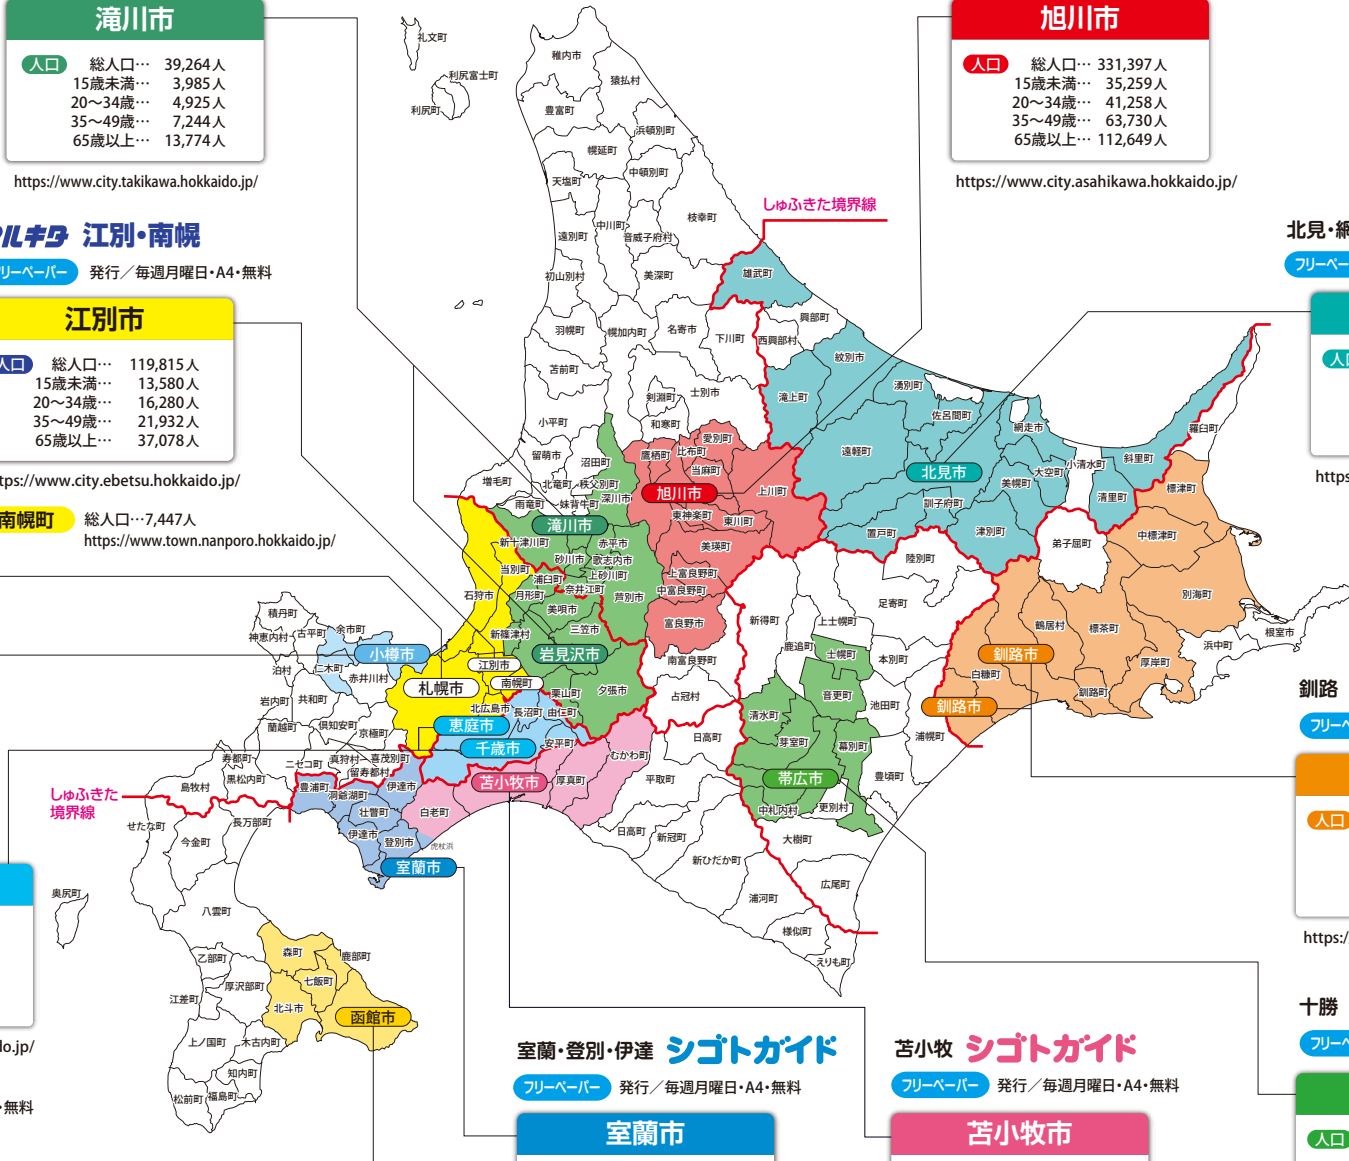 滝川市
人口 総人口… 39,264人
15歳未満… 3,985人
20〜34歳… 4,925人
35〜49歳… 7,244人
65歳以上… 13,774人
https://www.city.takikawa.hokkaido.jp/
旭川市
人口 総人口… 331,397人
15歳未満… 35,259人
20〜34歳… 41,258人
35〜49歳… 63,730人
65歳以上… 112,649人
https://www.city.asahikawa.hokkaido.jp/
ルキタ 江別・南幌
フリーペーパー 発行／毎週月曜日・A4・無料
江別市
人口 総人口… 119,815人
15歳未満… 13,580人
20〜34歳… 16,280人
35〜49歳… 21,932人
65歳以上… 37,078人
tps://www.city.ebetsu.hokkaido.jp/
南幌町 総人口…7,447人
https://www.town.nanporo.hokkaido.jp/
北見・網
フリーペー
人口
https
しゅふきた境界線
礼文町
利尻富士町
利尻町
稚内市
猿払村
豊富町
浜頓別町
幌延町
中頓別町
天塩町
枝幸町
中川町
遠別町
音威子府村
初山別村
美深町
雄武町
興部町
羽幌町
幌加内町
名寄市
下川町
西興部村
紋別市
苫前町
滝上町
湧別町
剣淵町
士別市
佐呂間町
小平町
和寒町
愛別町
網走市
羅臼町
留萌市
沼田町
鷹栖町
比布町
遠軽町
当麻町
北見市
大空町
小清水町
斜里町
増毛町
北竜町
秩父別町
旭川市
上川町
美幌町
清里町
標津町
雨竜町
妹背牛町
深川市
訓子府町
滝川市
東神楽町
東川町
置戸町
津別町
新十津川町
赤平市
美瑛町
弟子屈町
中標津町
砂川市
歌志内市
陸別町
当別町
浦臼町
上砂川町
上富良野町
石狩市
月形町
奈井江町
芦別市
中富良野町
足寄町
別海町
美唄市
新得町
上士幌町
新篠津村
三笠市
富良野市
鶴居村
標茶町
根室市
積丹町
神恵内村
古平町
余市町
小樽市
江別市
岩見沢市
南富良野町
鹿追町
士幌町
本別町
釧路市
浜中町
泊村
仁木町
赤井川村
札幌市
南幌町
栗山町
夕張市
占冠村
音更町
白糠町
厚岸町
岩内町
共和町
北広島市
長沼町
由仁町
清水町
池田町
釧路市
釧路町
蘭越町
倶知安町
京極町
恵庭市
日高町
芽室町
幕別町
浦幌町
寿都町
ニセコ町
真狩村
喜茂別町
千歳市
安平町
むかわ町
島牧村
黒松内町
留寿都村
苫小牧市
厚真町
平取町
帯広市
豊頃町
しゅふきた
境界線
豊浦町
洞爺湖町
伊達市
白老町
中札内村
更別村
せたな町
長万部町
壮瞥町
今金町
伊達市
登別市
虎杖浜
日高町
新冠町
大樹町
室蘭市
新ひだか町
広尾町
奥尻町
浦河町
八雲町
様似町
えりも町
森町
鹿部町
乙部町
厚沢部町
七飯町
江差町
北斗市
函館市
上ノ国町
木古内町
知内町
松前町
福島町
釧路
フリーペー
人口
https:/
do.jp/
・無料
室蘭・登別・伊達 シゴトガイド
フリーペーパー 発行／毎週月曜日・A4・無料
室蘭市
苫小牧 シゴトガイド
フリーペーパー 発行／毎週月曜日・A4・無料
苫小牧市
十勝
フリーペー
人口